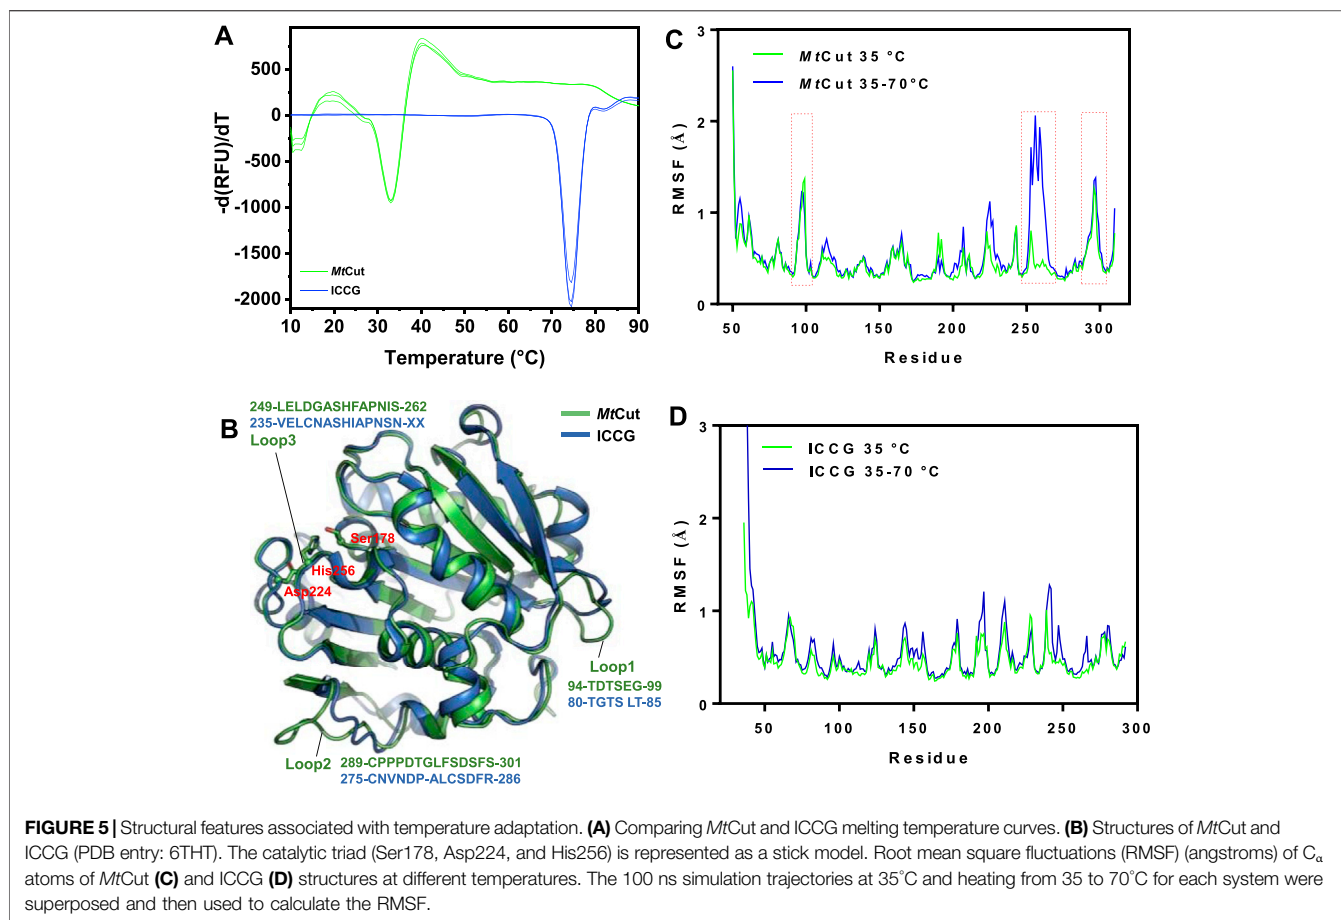 A
500
0
-500
-1000
-1500
-2000
-d(RFU)/dT
MtCut
ICCG
10 20 30 40 50 60 70 80 90
Temperature (°C)
C
MtCut 35 °C
MtCut 35-70°C
3
2
1
0
RMSF (Å)
50 100 150 200 250 300
Residue
B
249-LELDGASHFAPNIS-262
235-VELCNASHIAPNSN-XX
Loop3
MtCut
ICCG
Ser178
His256
Asp224
Loop1
94-TDTSEG-99
80-TGTS LT-85
Loop2
289-CPPPDTGLFSDSFS-301
275-CNVNDP-ALCSDFR-286
D
ICCG 35 °C
ICCG 35-70 °C
3
2
1
0
RMSF (Å)
50 100 150 200 250 300
Residue
FIGURE 5 | Structural features associated with temperature adaptation. (A) Comparing MtCut and ICCG melting temperature curves. (B) Structures of MtCut and
ICCG (PDB entry: 6THT). The catalytic triad (Ser178, Asp224, and His256) is represented as a stick model. Root mean square fluctuations (RMSF) (angstroms) of Cα
atoms of MtCut (C) and ICCG (D) structures at different temperatures. The 100 ns simulation trajectories at 35°C and heating from 35 to 70°C for each system were
superposed and then used to calculate the RMSF.